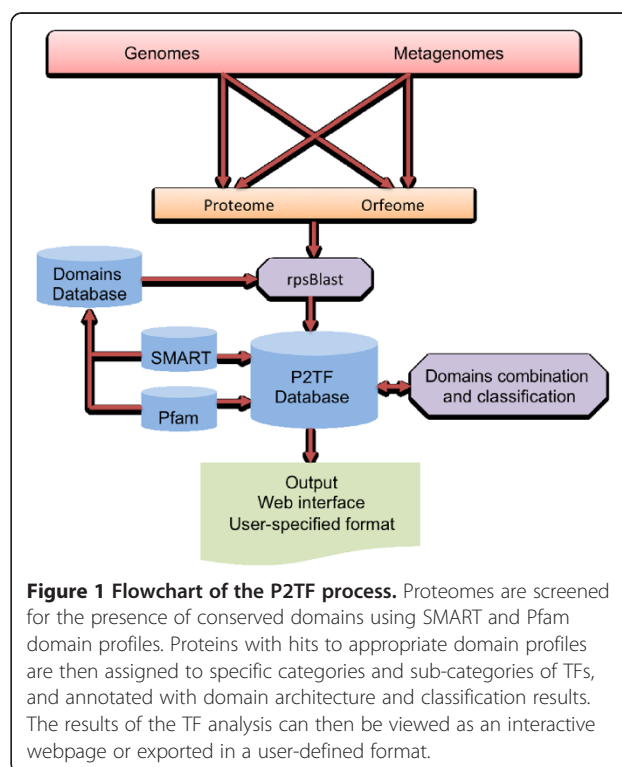 Genomes Metagenomes
Proteome Orfeome
Domains
Database
rpsBlast
SMART
Pfam
P2TF
Database
Domains combination
and classification
Output
Web interface
User-specified format
Figure 1 Flowchart of the P2TF process. Proteomes are screened
for the presence of conserved domains using SMART and Pfam
domain profiles. Proteins with hits to appropriate domain profiles
are then assigned to specific categories and sub-categories of TFs,
and annotated with domain architecture and classification results.
The results of the TF analysis can then be viewed as an interactive
webpage or exported in a user-defined format.